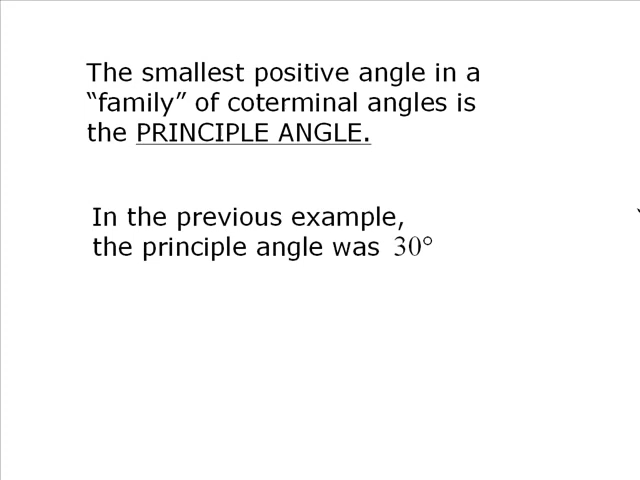 The smallest positive angle in a
“family” of coterminal angles is
the PRINCIPLE ANGLE.
In the previous example,
the principle angle was 30°